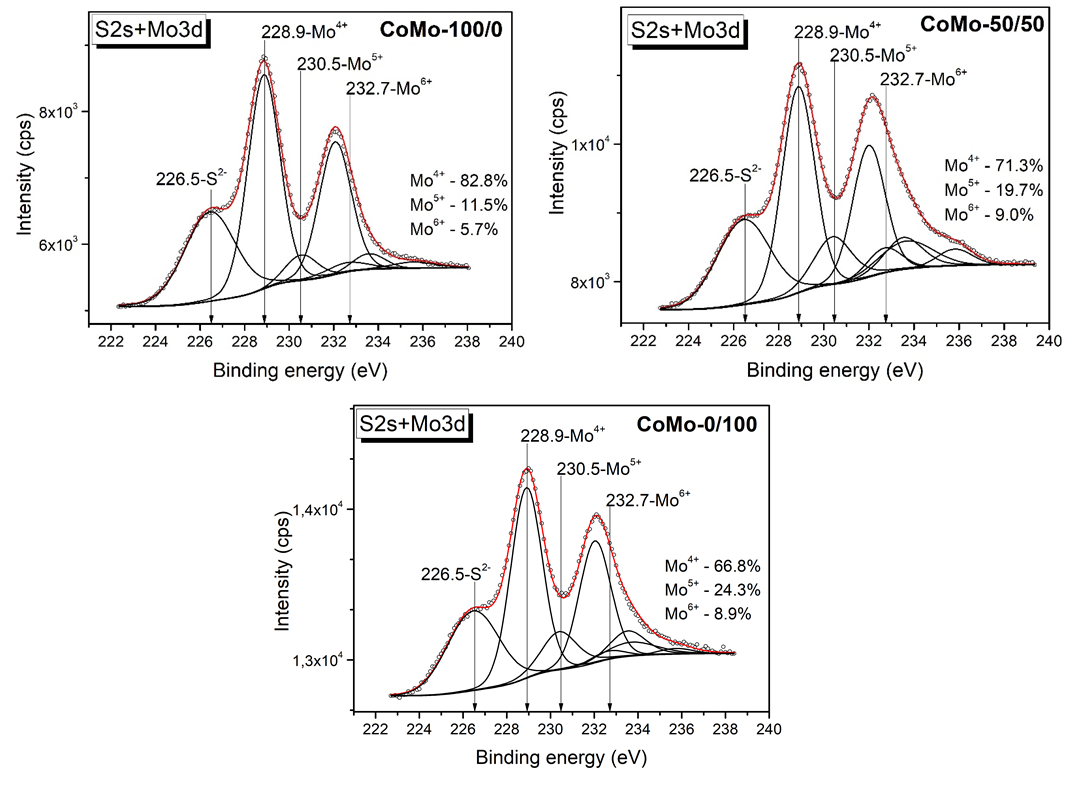 S2s+Mo3d
CoMo-100/0
228.9-Mo⁴⁺
230.5-Mo⁵⁺
232.7-Mo⁶⁺
226.5-S²⁻
Mo⁴⁺ - 82.8%
Mo⁵⁺ - 11.5%
Mo⁶⁺ - 5.7%
8x10³
6x10³
Intensity (cps)
222 224 226 228 230 232 234 236 238 240
Binding energy (eV)
S2s+Mo3d
CoMo-50/50
228.9-Mo⁴⁺
230.5-Mo⁵⁺
232.7-Mo⁶⁺
226.5-S²⁻
Mo⁴⁺ - 71.3%
Mo⁵⁺ - 19.7%
Mo⁶⁺ - 9.0%
1x10⁴
8x10³
Intensity (cps)
222 224 226 228 230 232 234 236 238 240
Binding energy (eV)
S2s+Mo3d
CoMo-0/100
228.9-Mo⁴⁺
230.5-Mo⁵⁺
232.7-Mo⁶⁺
226.5-S²⁻
Mo⁴⁺ - 66.8%
Mo⁵⁺ - 24.3%
Mo⁶⁺ - 8.9%
1,4x10⁴
1,3x10⁴
Intensity (cps)
222 224 226 228 230 232 234 236 238 240
Binding energy (eV)